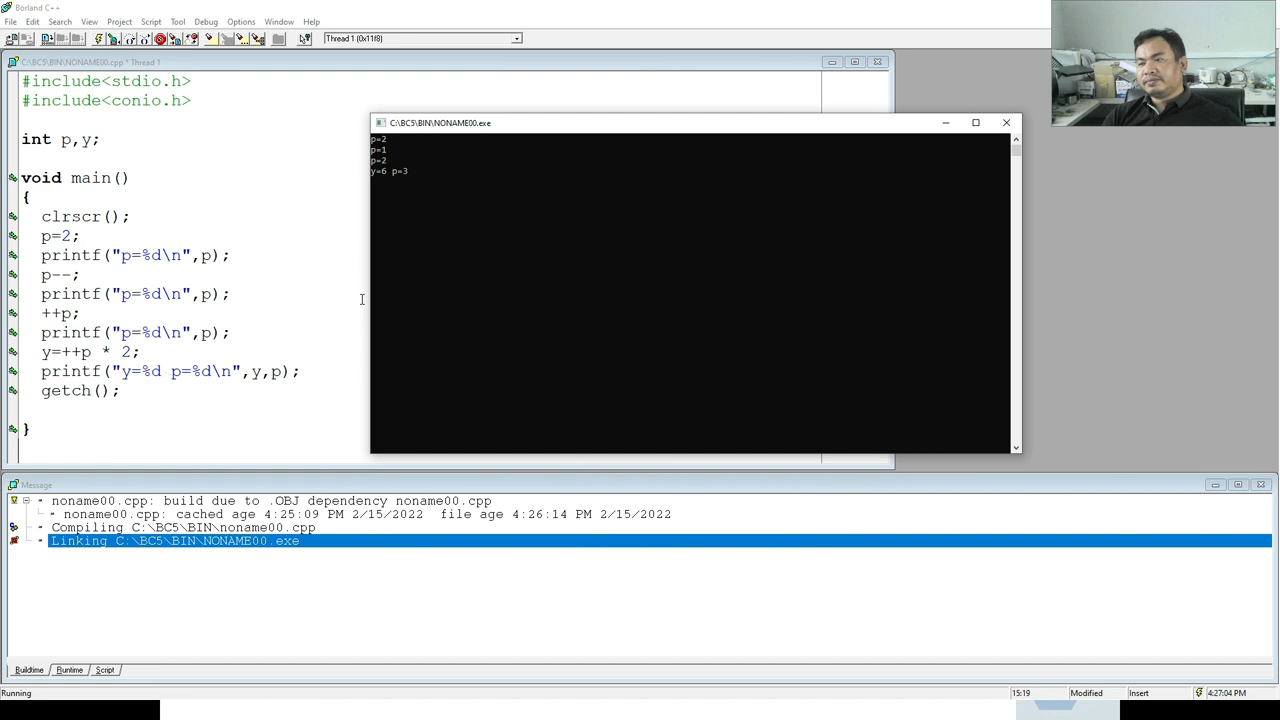 Borland C++
File Edit Search View Project Script Tool Debug Options Window Help
Thread 1 (0x11f8)
C:\BC5\BIN\NONAME00.cpp * Thread 1
#include<stdio.h>
#include<conio.h>
int p,y;
void main()
{
clrscr();
p=2;
printf("p=%d\n",p);
p--;
printf("p=%d\n",p);
++p;
printf("p=%d\n",p);
y=++p * 2;
printf("y=%d p=%d\n",y,p);
getch();
}
C:\BC5\BIN\NONAME00.exe
p=2
p=1
p=2
y=6 p=3
Message
noname00.cpp: build due to .OBJ dependency noname00.cpp
noname00.cpp: cached age 4:25:09 PM 2/15/2022 file age 4:26:14 PM 2/15/2022
Compiling C:\BC5\BIN\noname00.cpp
Linking C:\BC5\BIN\NONAME00.exe
Buildtime Runtime Script
Running 15:19 Modified Insert 4:27:04 PM